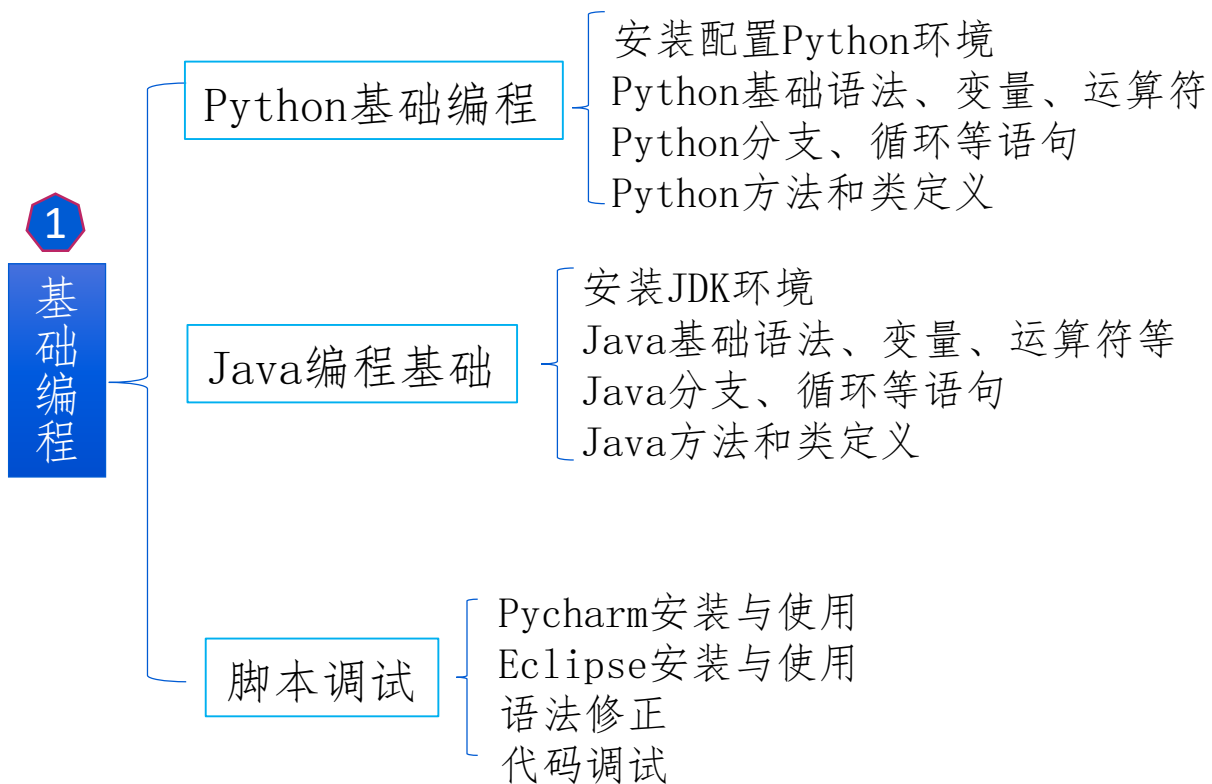 1
基础编程
Python基础编程
安装配置Python环境
Python基础语法、变量、运算符
Python分支、循环等语句
Python方法和类定义
Java编程基础
安装JDK环境
Java基础语法、变量、运算符等
Java分支、循环等语句
Java方法和类定义
脚本调试
Pycharm安装与使用
Eclipse安装与使用
语法修正
代码调试